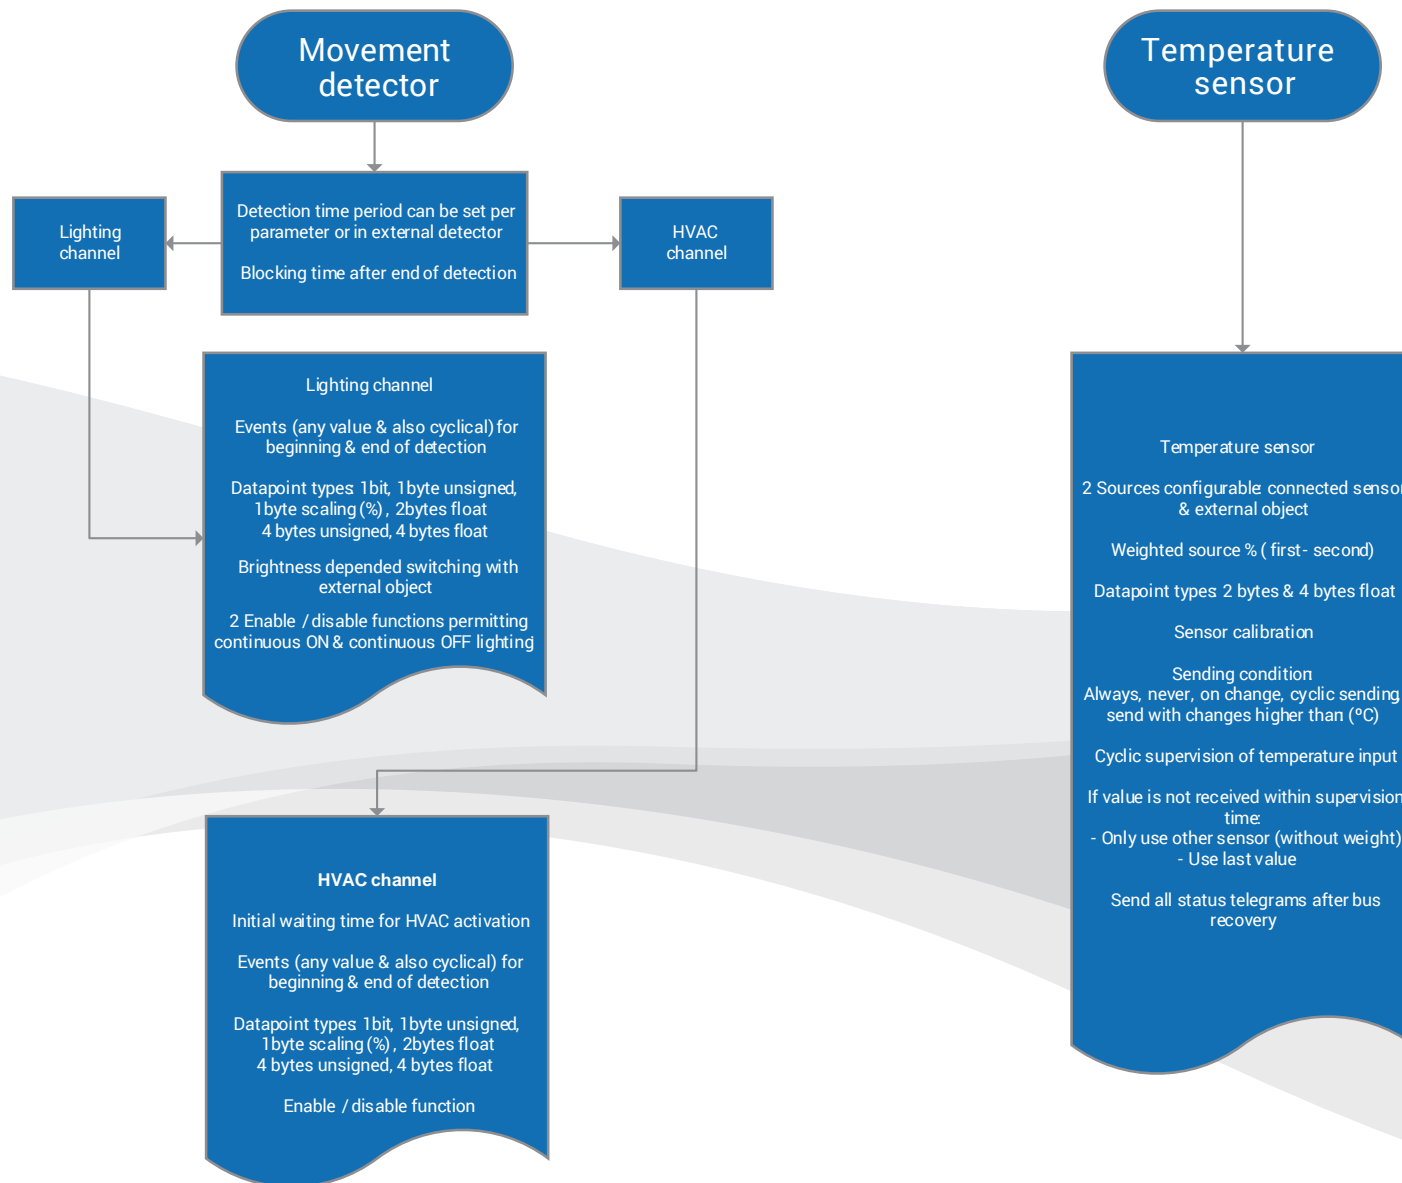 Movement
detector
Detection time period can be set per
parameter or in external detector
Blocking time after end of detection
Lighting
channel
HVAC
channel
Lighting channel
Events (any value & also cyclical) for
beginning & end of detection
Datapoint types: 1bit, 1byte unsigned,
1byte scaling (%), 2bytes float
4 bytes unsigned, 4 bytes float
Brightness depended switching with
external object
2 Enable / disable functions permitting
continuous ON & continuous OFF lighting
HVAC channel
Initial waiting time for HVAC activation
Events (any value & also cyclical) for
beginning & end of detection
Datapoint types: 1bit, 1byte unsigned,
1byte scaling (%), 2bytes float
4 bytes unsigned, 4 bytes float
Enable / disable function
Temperature
sensor
Temperature sensor
2 Sources configurable: connected sensor
& external object
Weighted source % ( first - second)
Datapoint types: 2 bytes & 4 bytes float
Sensor calibration
Sending condition:
Always, never, on change, cyclic sending,
send with changes higher than (ºC)
Cyclic supervision of temperature input
If value is not received within supervision
time:
- Only use other sensor (without weight)
- Use last value
Send all status telegrams after bus
recovery